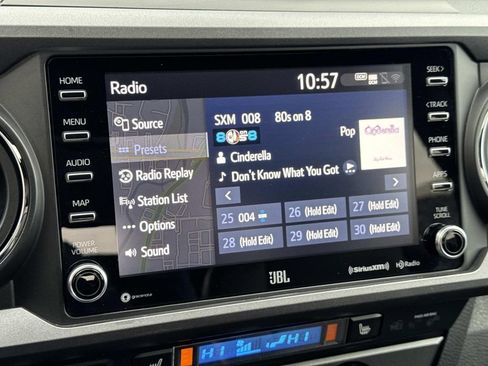 HOME
MENU
AUDIO
MAP
POWER
VOLUME
Radio
10:57
DCM
Source
Presets
Radio Replay
Station List
Options
Sound
SXM 008 80s on 8
Pop
Cinderella
Cinderella
Don't Know What You Got
25 004
26 (Hold Edit)
27 (Hold Edit)
28 (Hold Edit)
29 (Hold Edit)
30 (Hold Edit)
SEEK >
< TRACK
PHONE
APPS
TUNE
SCROLL
gracenote
JBL
((SiriusXM))
HD Radio
HI
HI